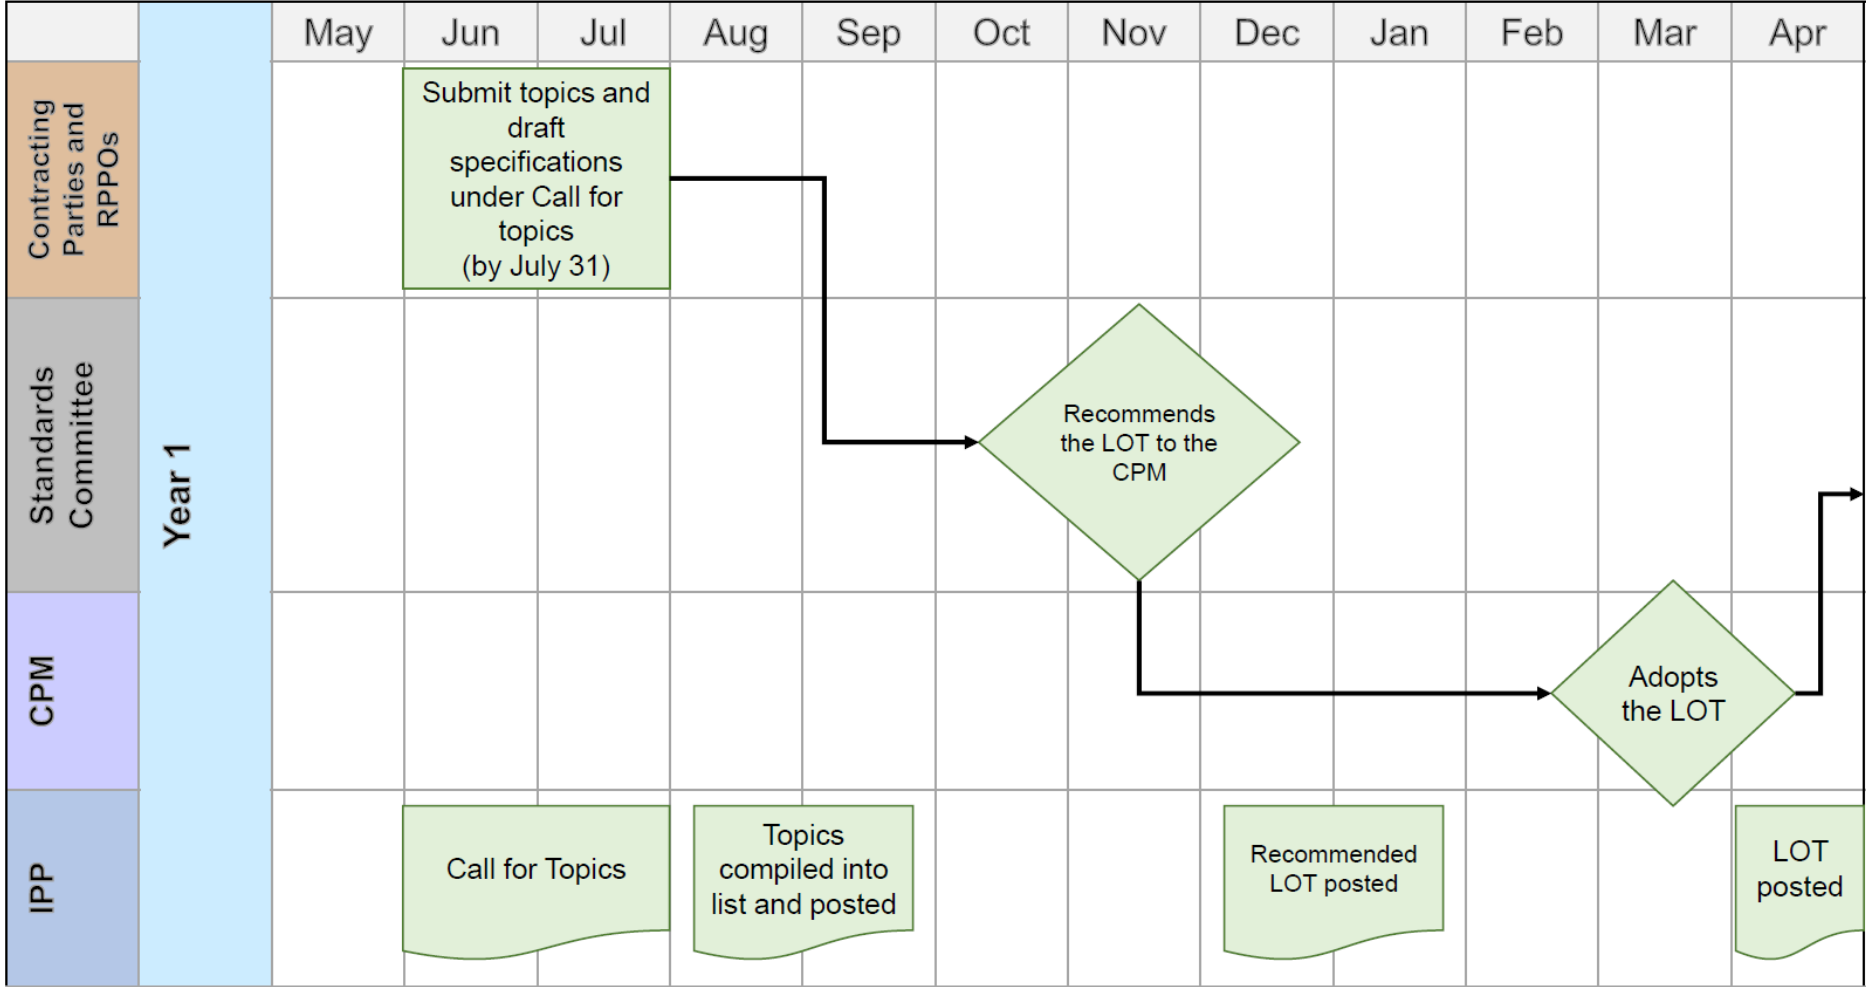 May Jun Jul Aug Sep Oct Nov Dec Jan Feb Mar Apr
Year 1
Contracting
Parties and
RPPOs
Submit topics and
draft
specifications
under Call for
topics
(by July 31)
Standards
Committee
Recommends
the LOT to the
CPM
CPM
Adopts
the LOT
IPP
Call for Topics
Topics
compiled into
list and posted
Recommended
LOT posted
LOT
posted